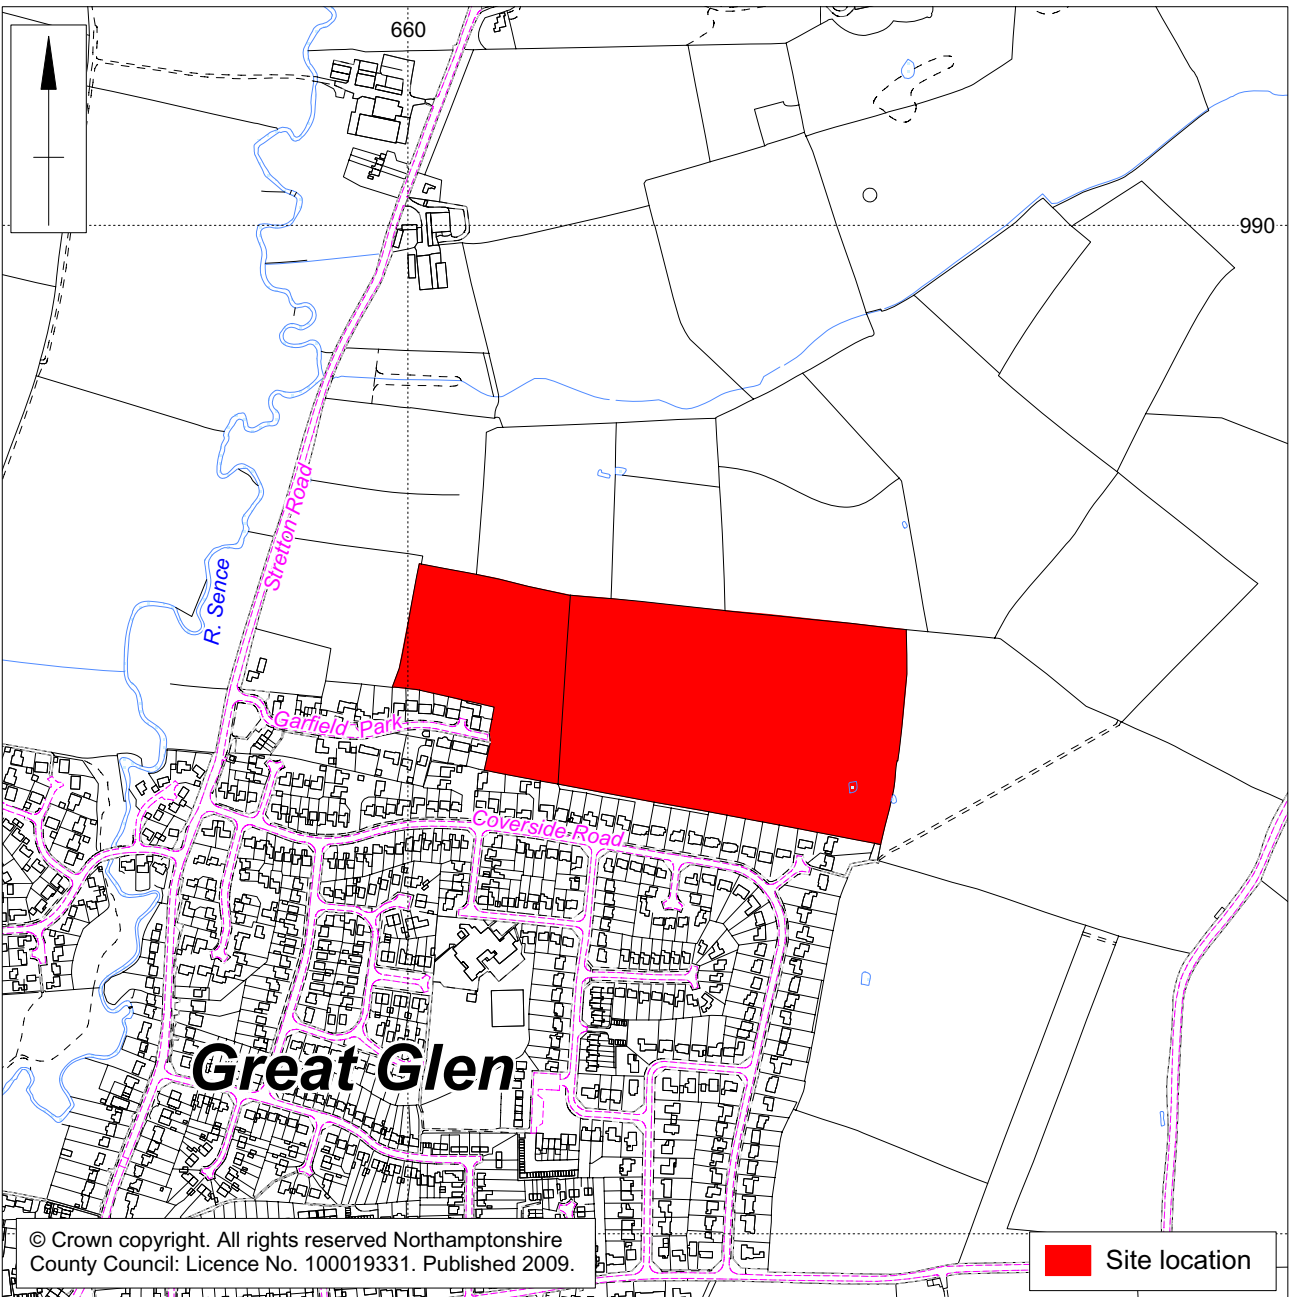 660
990
Stretton Road
R. Sence
Garfield Park
Coverside Road
Great Glen
© Crown copyright. All rights reserved Northamptonshire
County Council: Licence No. 100019331. Published 2009.
Site location